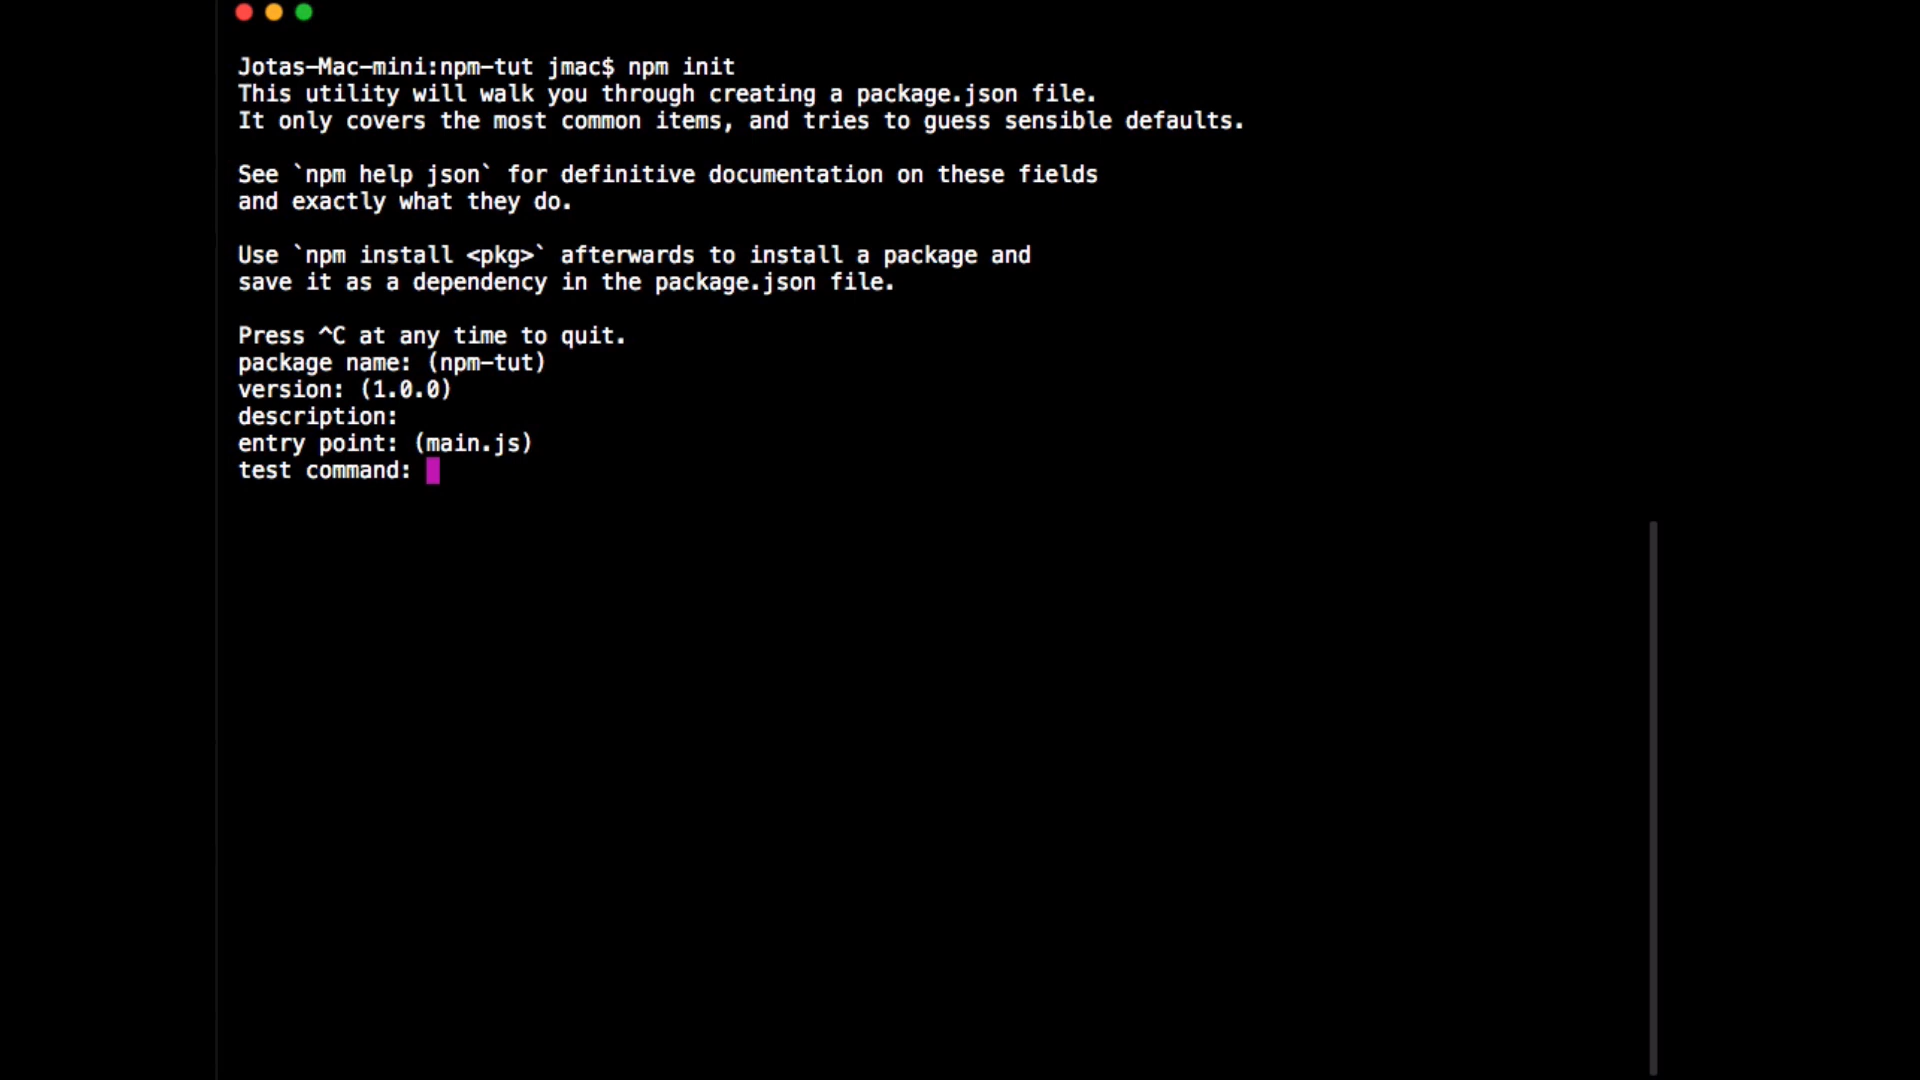 Jotas-Mac-mini:npm-tut jmac$ npm init
This utility will walk you through creating a package.json file.
It only covers the most common items, and tries to guess sensible defaults.
See `npm help json` for definitive documentation on these fields
and exactly what they do.
Use `npm install <pkg>` afterwards to install a package and
save it as a dependency in the package.json file.
Press ^C at any time to quit.
package name: (npm-tut)
version: (1.0.0)
description:
entry point: (main.js)
test command: